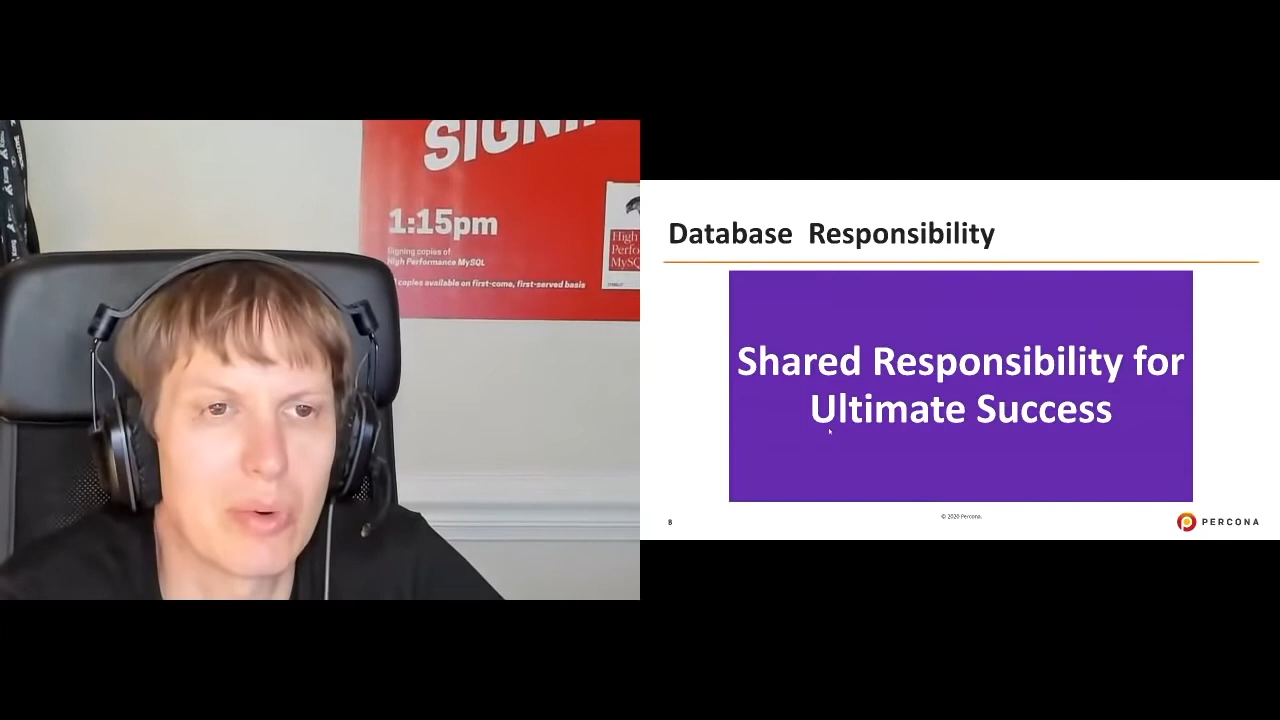 SIGNI
1:15pm
Signing copies of
High Performance MySQL
copies available on first-come, first-served basis
High
Perfo
MySQ
Database Responsibility
Shared Responsibility for
Ultimate Success
8
© 2020 Percona.
PERCONA